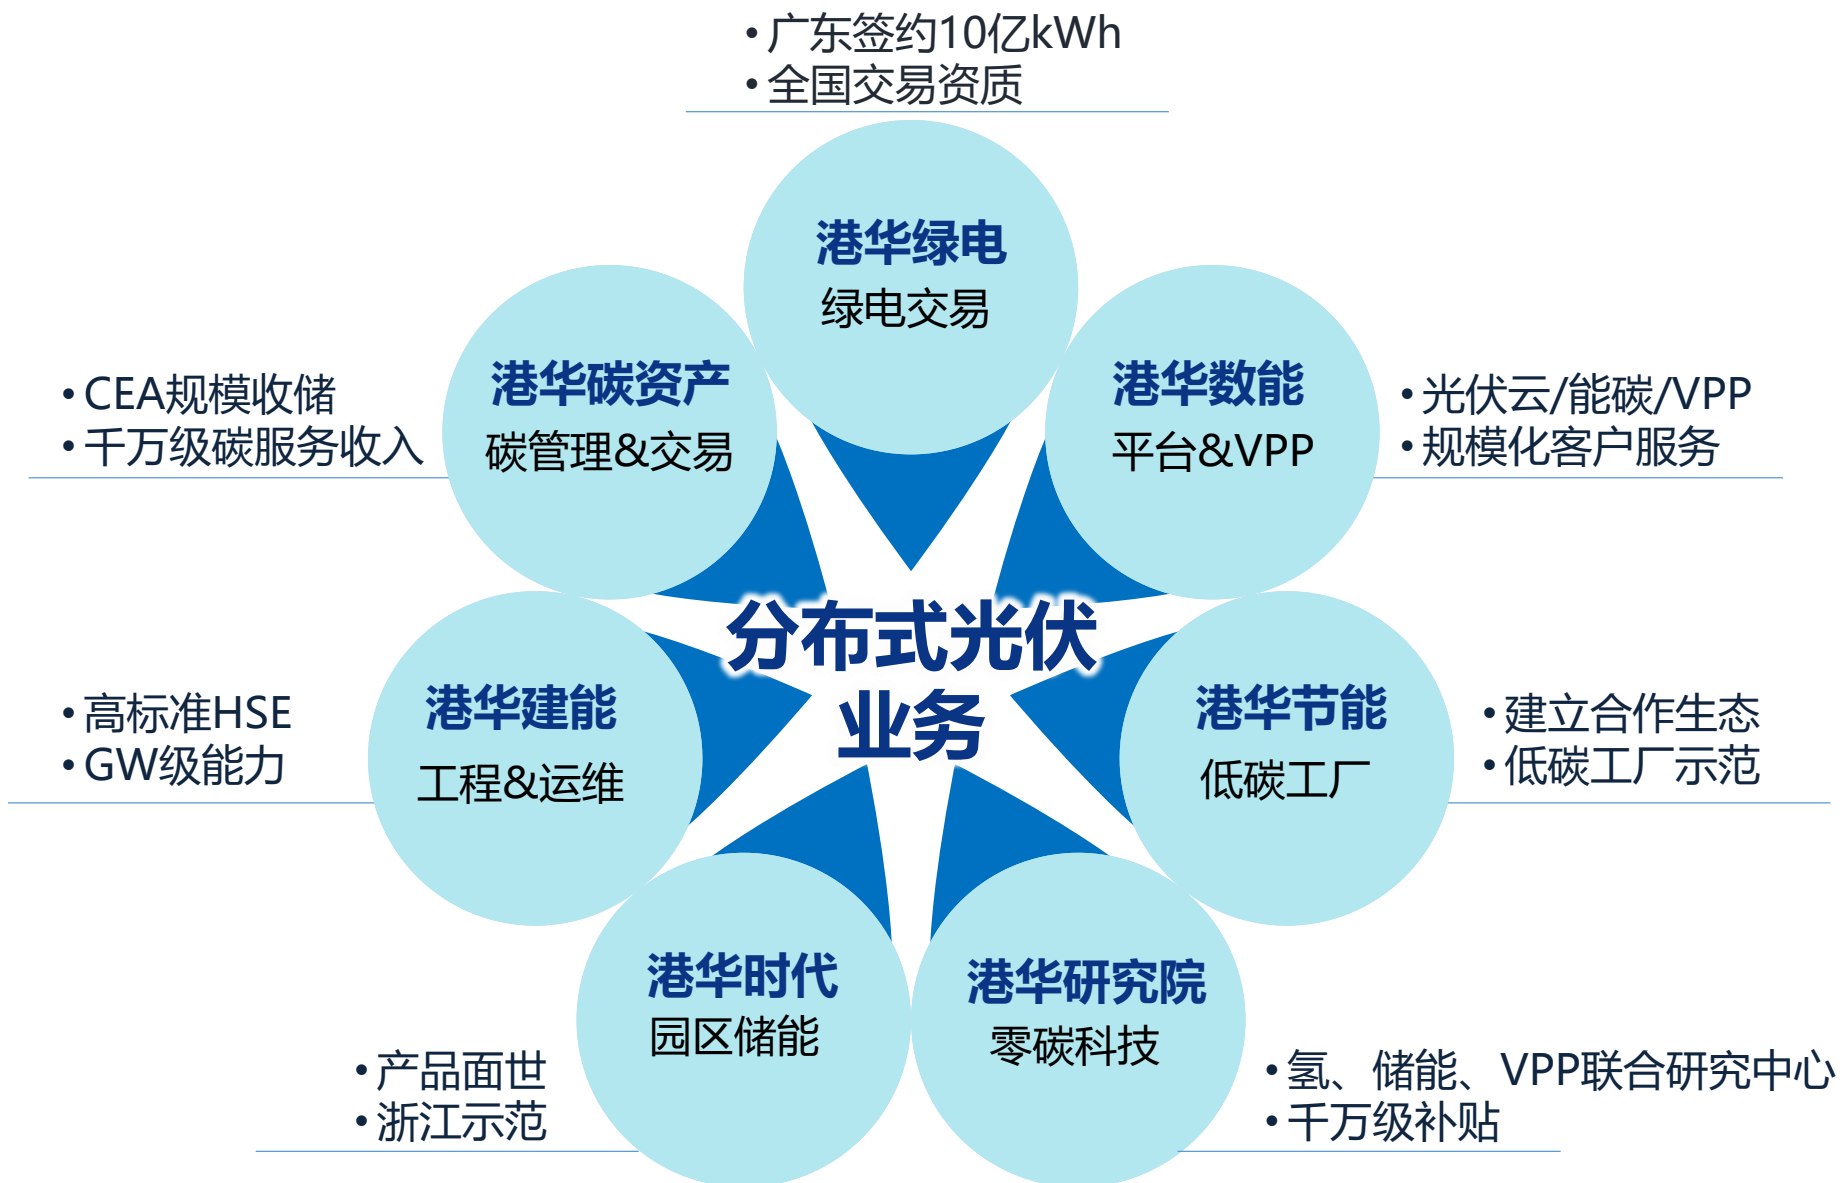 •广东签约10亿kWh
•全国交易资质
港华绿电
绿电交易
港华碳资产
碳管理&交易
•CEA规模收储
•千万级碳服务收入
港华数能
平台&VPP
•光伏云/能碳/VPP
•规模化客户服务
分布式光伏
业务
港华建能
工程&运维
•高标准HSE
•GW级能力
港华节能
低碳工厂
•建立合作生态
•低碳工厂示范
港华时代
园区储能
•产品面世
•浙江示范
港华研究院
零碳科技
•氢、储能、VPP联合研究中心
•千万级补贴